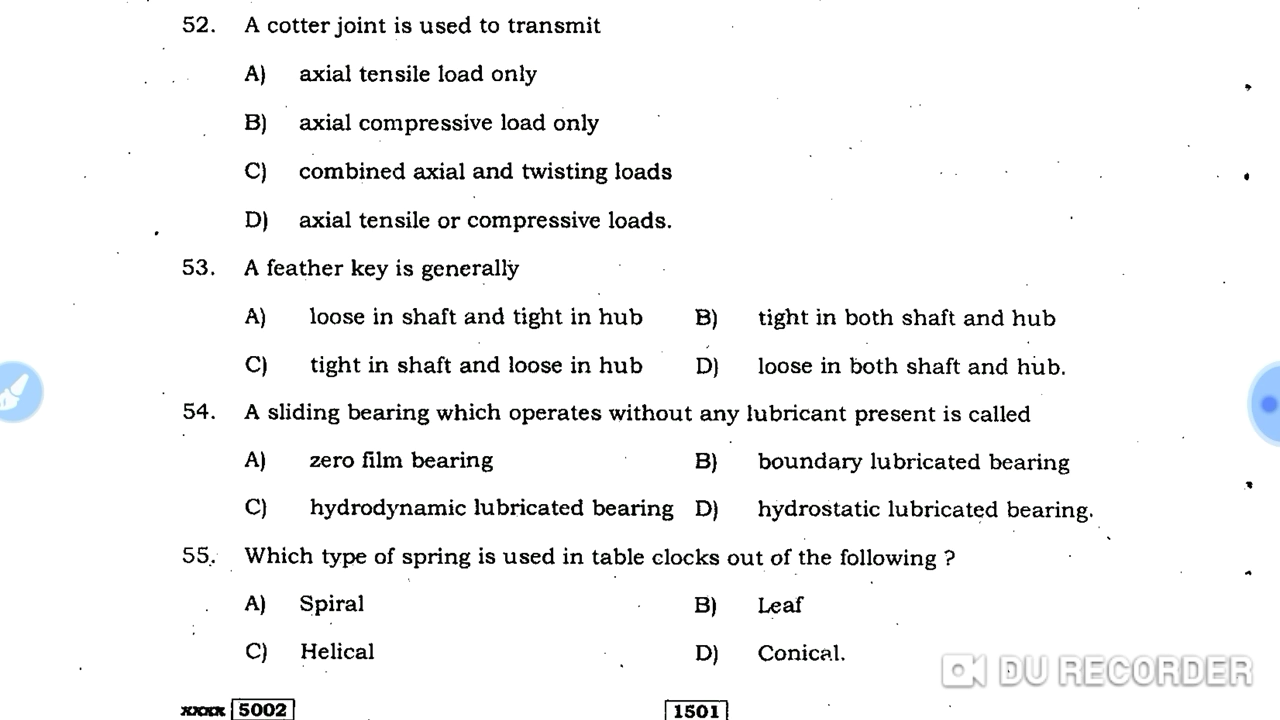 52. A cotter joint is used to transmit
A) axial tensile load only
B) axial compressive load only
C) combined axial and twisting loads
D) axial tensile or compressive loads.
53. A feather key is generally
A) loose in shaft and tight in hub B) tight in both shaft and hub
C) tight in shaft and loose in hub D) loose in both shaft and hub.
54. A sliding bearing which operates without any lubricant present is called
A) zero film bearing B) boundary lubricated bearing
C) hydrodynamic lubricated bearing D) hydrostatic lubricated bearing.
55. Which type of spring is used in table clocks out of the following ?
A) Spiral B) Leaf
C) Helical D) Conical.
DU RECORDER
xxxx 5002 1501